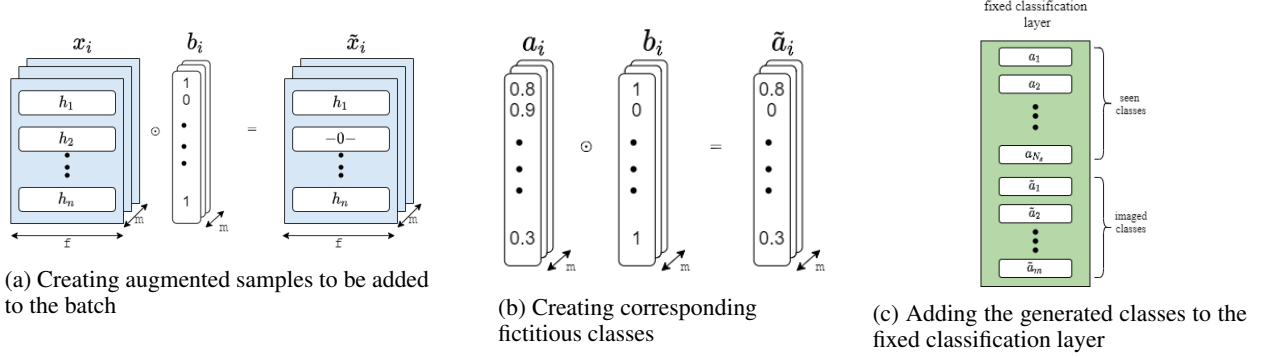 x_i b_i x̃_i
h_1
h_2
h_n
⊙
1
0
1
=
h_1
−0−
h_n
f
m
m
f
m
(a) Creating augmented samples to be added
to the batch
a_i b_i ã_i
0.8
0.9
0.3
⊙
1
0
1
=
0.8
0
0.3
m
m
m
(b) Creating corresponding
fictitious classes
fixed classification
layer
a_1
a_2
a_{N_s}
seen
classes
ã_1
ã_2
ã_m
imaged
classes
(c) Adding the generated classes to the
fixed classification layer